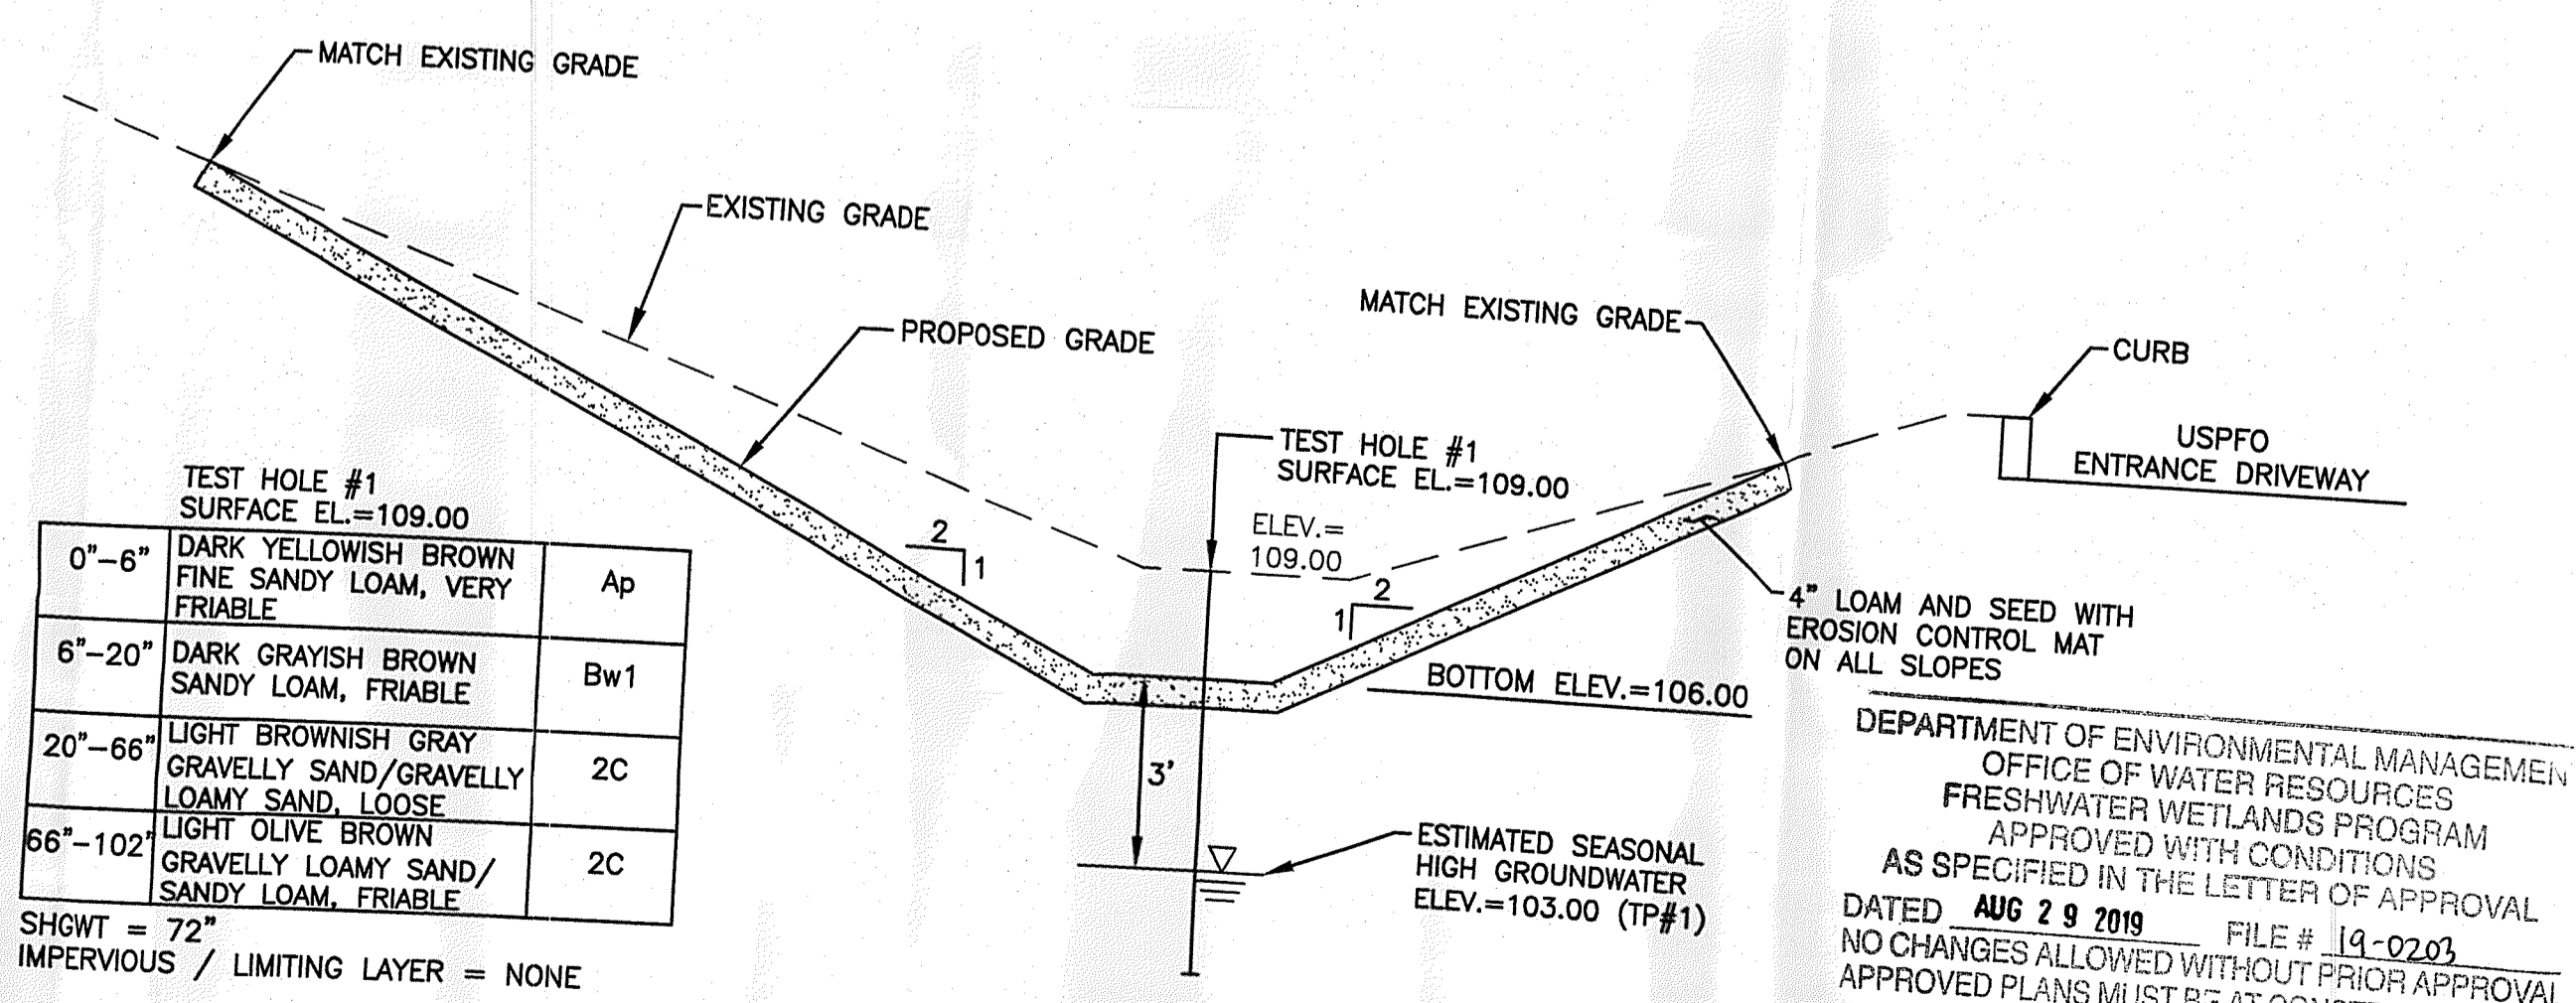 MATCH EXISTING GRADE
EXISTING GRADE
PROPOSED GRADE
MATCH EXISTING GRADE
CURB
USPFO
ENTRANCE DRIVEWAY
TEST HOLE #1
SURFACE EL.=109.00
ELEV.=
109.00
2
1
2
1
4" LOAM AND SEED WITH
EROSION CONTROL MAT
ON ALL SLOPES
BOTTOM ELEV.=106.00
3'
ESTIMATED SEASONAL
HIGH GROUNDWATER
ELEV.=103.00 (TP#1)
TEST HOLE #1
SURFACE EL.=109.00
0"-6" DARK YELLOWISH BROWN
FINE SANDY LOAM, VERY
FRIABLE
Ap
6"-20" DARK GRAYISH BROWN
SANDY LOAM, FRIABLE
Bw1
20"-66" LIGHT BROWNISH GRAY
GRAVELLY SAND/GRAVELLY
LOAMY SAND, LOOSE
2C
66"-102" LIGHT OLIVE BROWN
GRAVELLY LOAMY SAND/
SANDY LOAM, FRIABLE
2C
SHGWT = 72"
IMPERVIOUS / LIMITING LAYER = NONE
DEPARTMENT OF ENVIRONMENTAL MANAGEMEN
OFFICE OF WATER RESOURCES
FRESHWATER WETLANDS PROGRAM
APPROVED WITH CONDITIONS
AS SPECIFIED IN THE LETTER OF APPROVAL
DATED AUG 29 2019 FILE # 19-0203
NO CHANGES ALLOWED WITHOUT PRIOR APPROVAL
APPROVED PLANS MUST BE AT